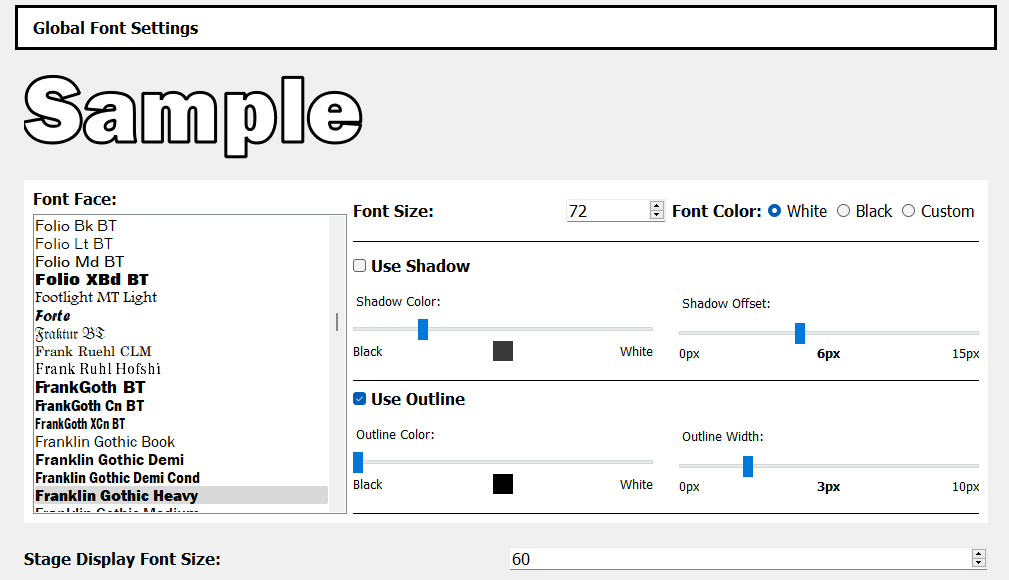 Global Font Settings
Sample
Font Face:
Folio Bk BT
Folio Lt BT
Folio Md BT
Folio XBd BT
Footlight MT Light
Forte
Fraktur BT
Frank Ruehl CLM
Frank Ruhl Hofshi
FrankGoth BT
FrankGoth Cn BT
FrankGoth XCn BT
Franklin Gothic Book
Franklin Gothic Demi
Franklin Gothic Demi Cond
Franklin Gothic Heavy
Franklin Gothic Medium
Font Size: 72 Font Color: White Black Custom
Use Shadow
Shadow Color: Shadow Offset:
Black White 0px 6px 15px
Use Outline
Outline Color: Outline Width:
Black White 0px 3px 10px
Stage Display Font Size: 60